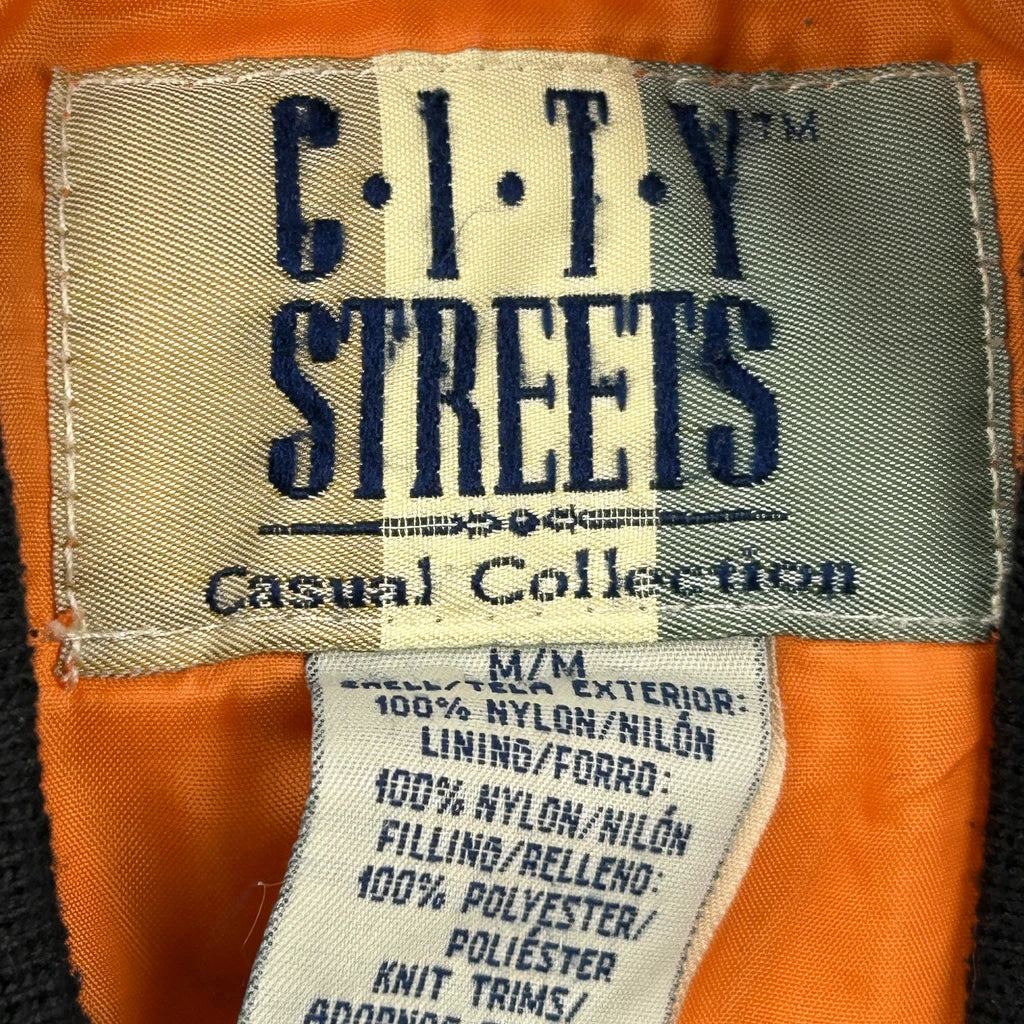 C·I·T·Y™
STREETS
Casual Collection
M/M
SHELL/TELA EXTERIOR:
100% NYLON/NILÓN
LINING/FORRO:
100% NYLON/NILÓN
FILLING/RELLENO:
100% POLYESTER/
POLIÉSTER
KNIT TRIMS/